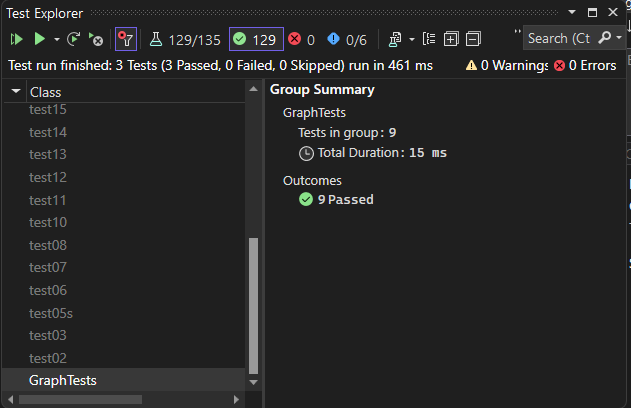 Test Explorer
129/135
129
0
0/6
Search (Ct
Test run finished: 3 Tests (3 Passed, 0 Failed, 0 Skipped) run in 461 ms
0 Warnings
0 Errors
Class
test15
test14
test13
test12
test11
test10
test08
test07
test06
test05s
test03
test02
GraphTests
Group Summary
GraphTests
Tests in group: 9
Total Duration: 15 ms
Outcomes
9 Passed